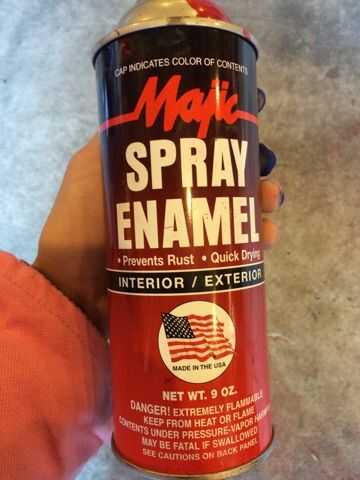 CAP INDICATES COLOR OF CONTENTS
Majic
SPRAY
ENAMEL
• Prevents Rust • Quick Drying
INTERIOR / EXTERIOR
MADE IN THE USA
NET WT. 9 OZ.
DANGER! EXTREMELY FLAMMABLE
KEEP FROM HEAT OR FLAME
CONTENTS UNDER PRESSURE-VAPOR HARMFUL
MAY BE FATAL IF SWALLOWED
SEE CAUTIONS ON BACK PANEL